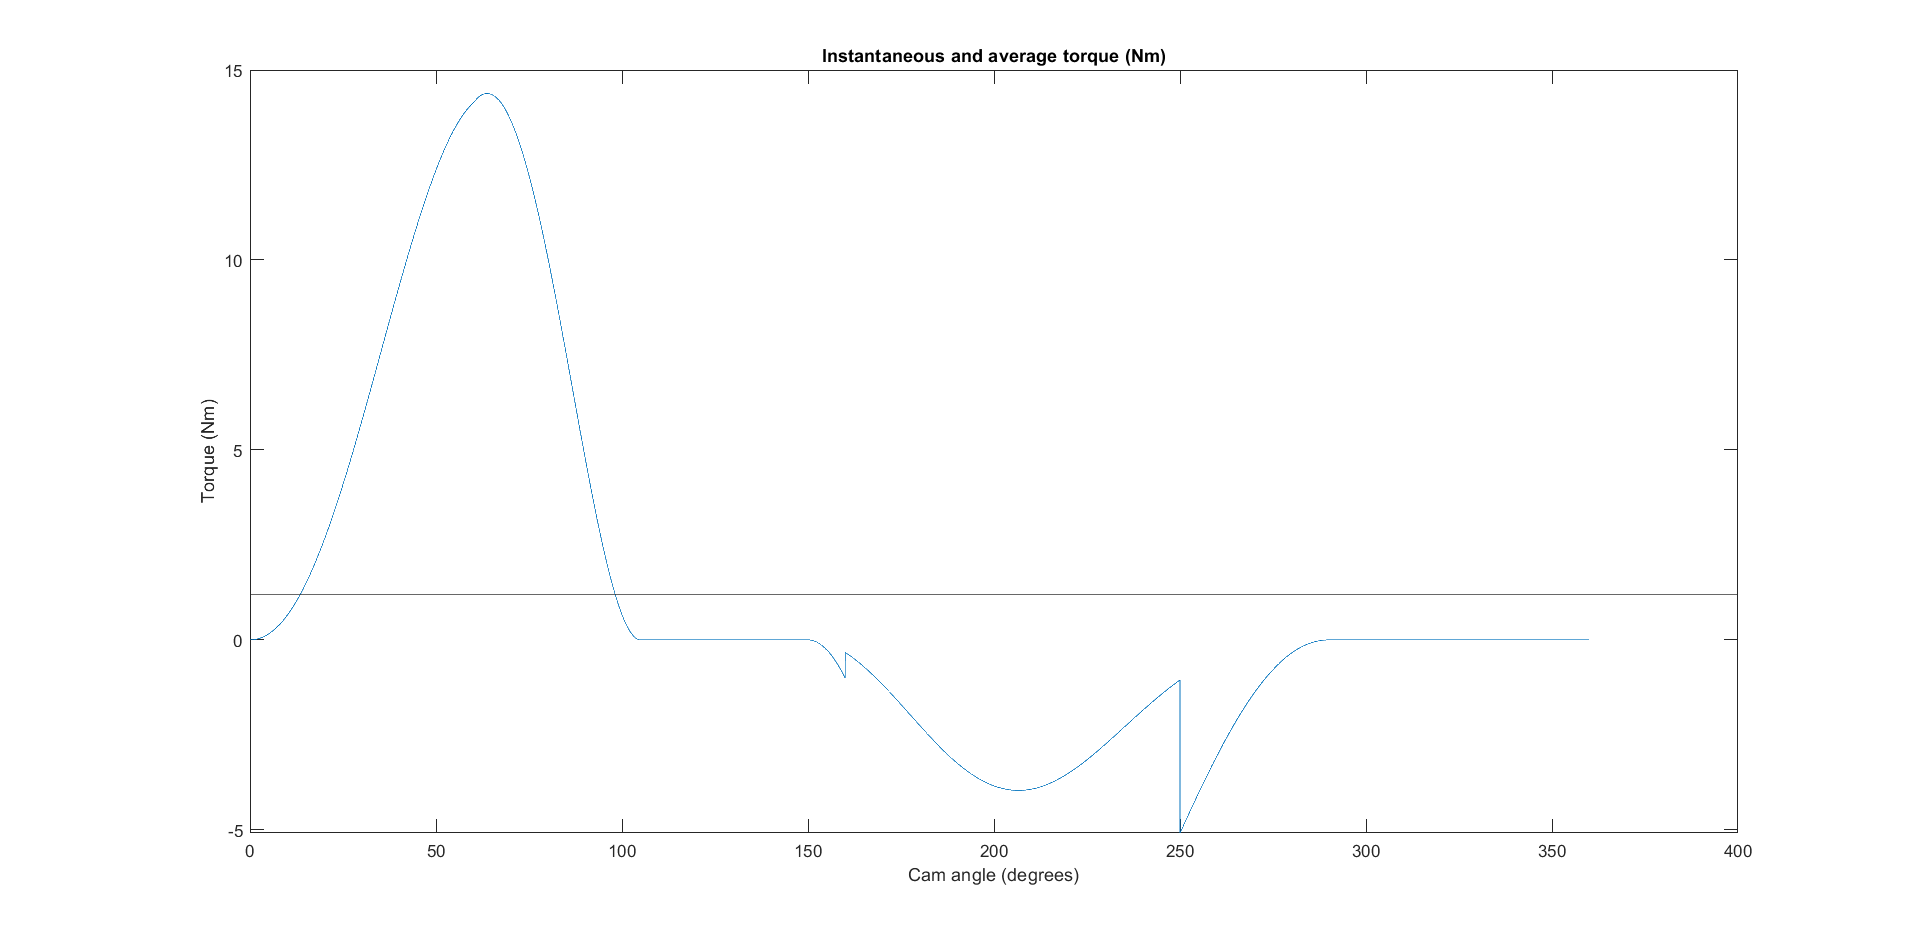 Instantaneous and average torque (Nm)
15
10
5
0
-5
Torque (Nm)
0 50 100 150 200 250 300 350 400
Cam angle (degrees)